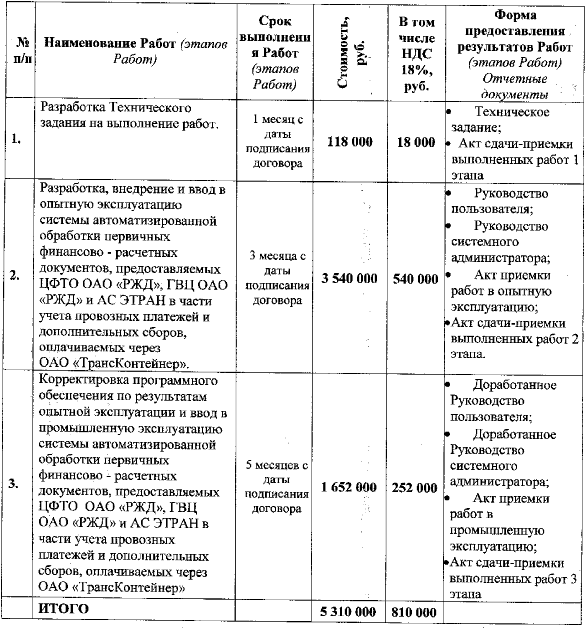 № п/п
Наименование Работ (этапов
Работ)
Срок
выполнени
я Работ
(этапов
Работ)
Стоимость,
руб.
В том
числе
НДС
18%,
руб.
Форма
предоставления
результатов Работ
(этапов Работ)
Отчетные
документы
1.
Разработка Технического
задания на выполнение работ.
1 месяц с
даты
подписания
договора
118 000
18 000
• Техническое
задание;
• Акт сдачи-приемки
выполненных работ 1
этапа
2.
Разработка, внедрение и ввод в
опытную эксплуатацию
системы автоматизированной
обработки первичных
финансово - расчетных
документов, предоставляемых
ЦФТО ОАО «РЖД», ГВЦ ОАО
«РЖД» и АС ЭТРАН в части
учета провозных платежей и
дополнительных сборов,
оплачиваемых через
ОАО «ТрансКонтейнер».
3 месяца с
даты
подписания
договора
3 540 000
540 000
• Руководство
пользователя;
• Руководство
системного
администратора;
• Акт приемки
работ в опытную
эксплуатацию;
•Акт сдачи-приемки
выполненных работ 2
этапа.
3.
Корректировка программного
обеспечения по результатам
опытной эксплуатации и ввод в
промышленную эксплуатацию
системы автоматизированной
обработки первичных
финансово - расчетных
документов, предоставляемых
ЦФТО ОАО «РЖД», ГВЦ
ОАО «РЖД» и АС ЭТРАН в
части учета провозных
платежей и дополнительных
сборов, оплачиваемых через
ОАО «ТрансКонтейнер»
5 месяцев с
даты
подписания
договора
1 652 000
252 000
• Доработанное
Руководство
пользователя;
• Доработанное
Руководство
системного
администратора;
• Акт приемки
работ в
промышленную
эксплуатацию;
•Акт сдачи-приемки
выполненных работ 3
этапа
ИТОГО
5 310 000
810 000